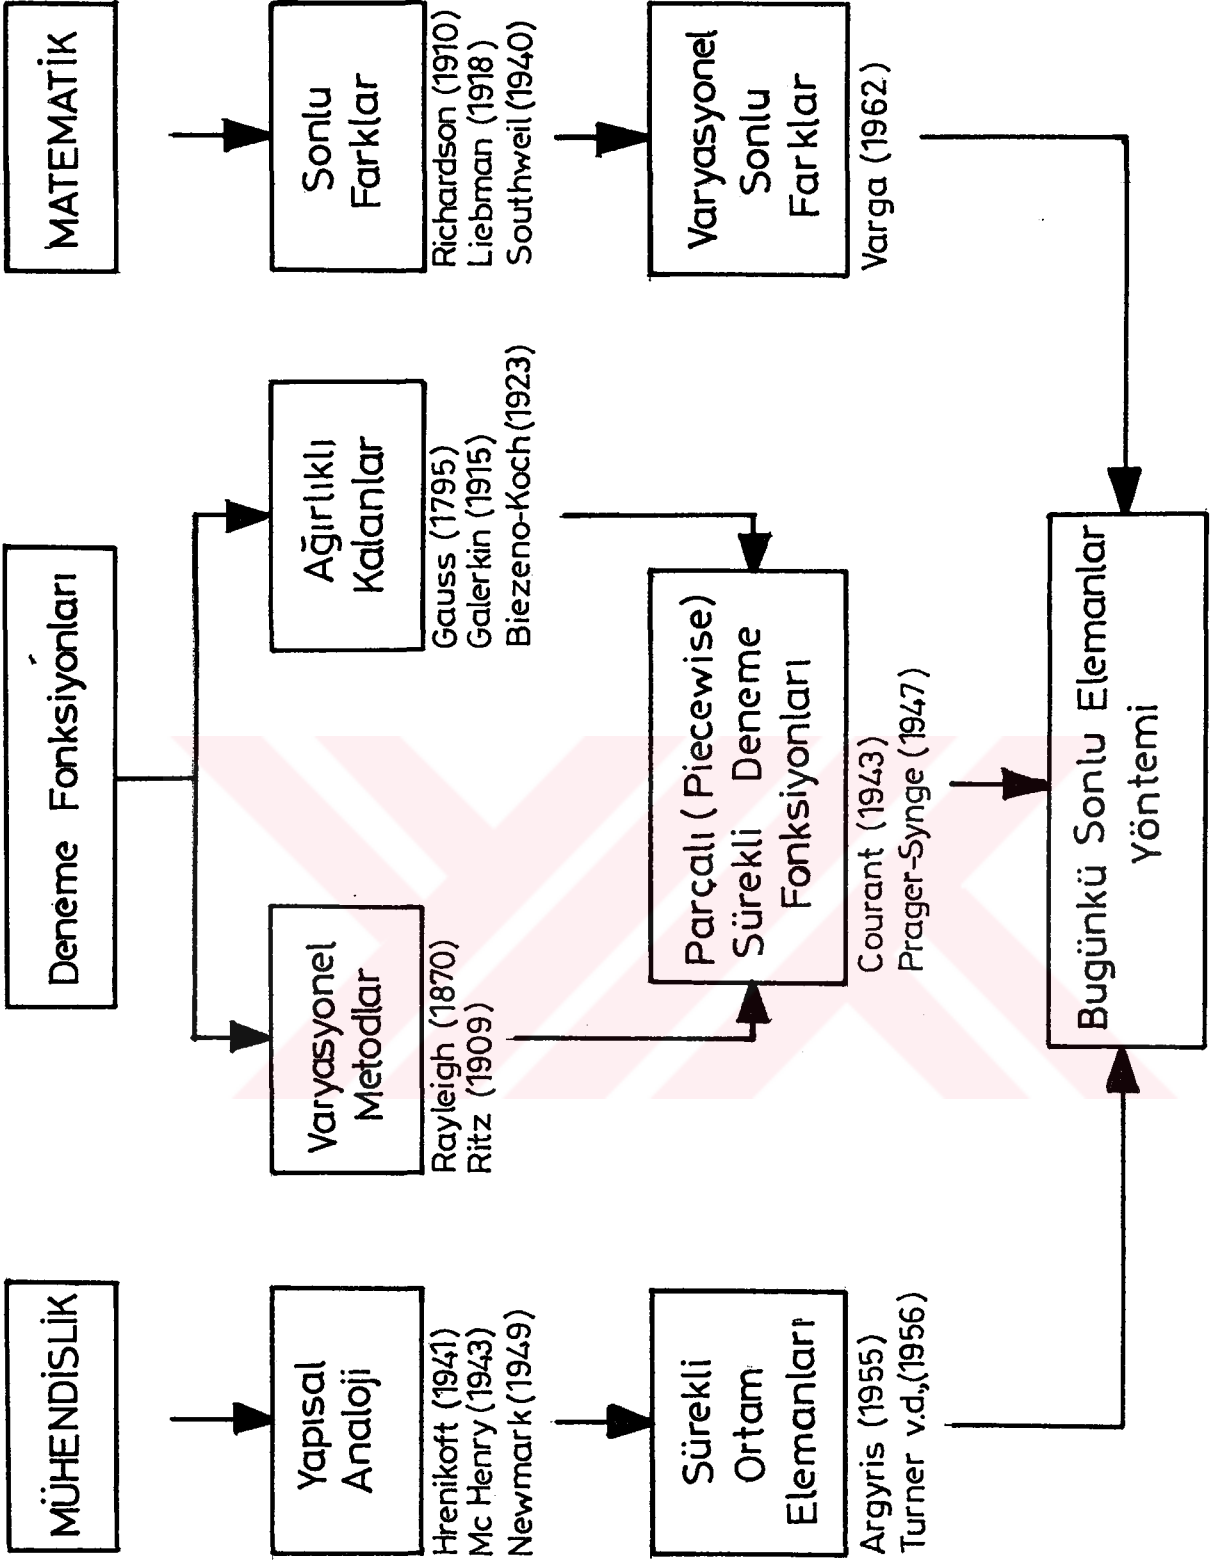 MÜHENDİSLİK
Deneme Fonksiyonları
MATEMATİK
Yapısal
Analoji
Hrenikoft (1941)
Mc Henry (1943)
Newmark (1949)
Varyasyonel
Metodlar
Rayleigh (1870)
Ritz (1909)
Ağırlıklı
Kalanlar
Gauss (1795)
Galerkin (1915)
Biezeno-Koch (1923)
Sonlu
Farklar
Richardson (1910)
Liebman (1918)
Southweil (1940)
Sürekli
Ortam
Elemanları
Argyris (1955)
Turner v.d.,(1956)
Parçalı (Piecewise)
Sürekli Deneme
Fonksiyonları
Courant (1943)
Prager-Synge (1947)
Varyasyonel
Sonlu
Farklar
Varga (1962)
Bugünkü Sonlu Elemanlar
Yöntemi